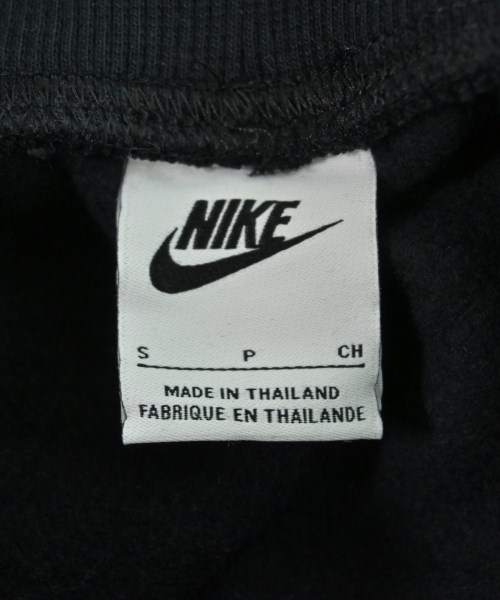 NIKE
S P CH
MADE IN THAILAND
FABRIQUE EN THAILANDE